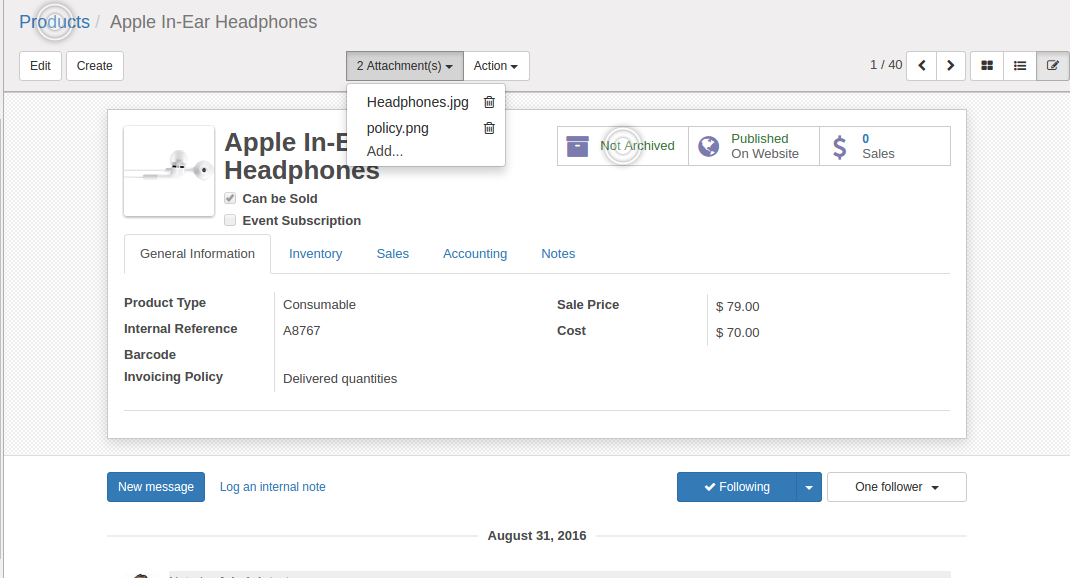 Products / Apple In-Ear Headphones
Edit Create 2 Attachment(s) Action 1 / 40
Headphones.jpg
policy.png
Add...
Apple In-E
Headphones
Not Archived
Published
On Website
0
Sales
Can be Sold
Event Subscription
General Information Inventory Sales Accounting Notes
Product Type Consumable
Internal Reference A8767
Barcode
Invoicing Policy Delivered quantities
Sale Price $ 79.00
Cost $ 70.00
New message Log an internal note Following One follower
August 31, 2016